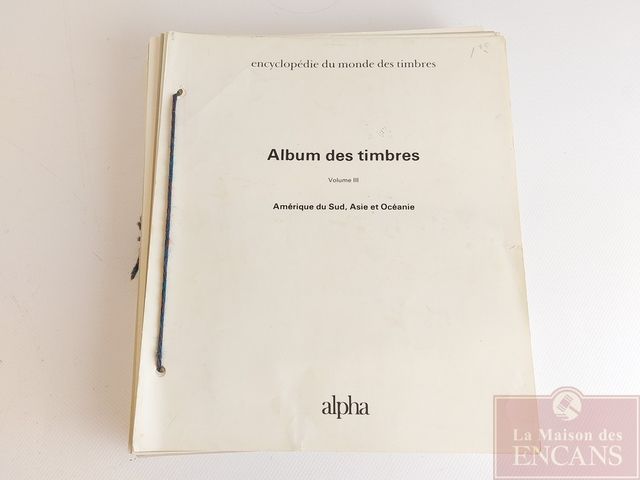 encyclopédie du monde des timbres
Album des timbres
Volume III
Amérique du Sud, Asie et Océanie
alpha
La Maison des
ENCANS